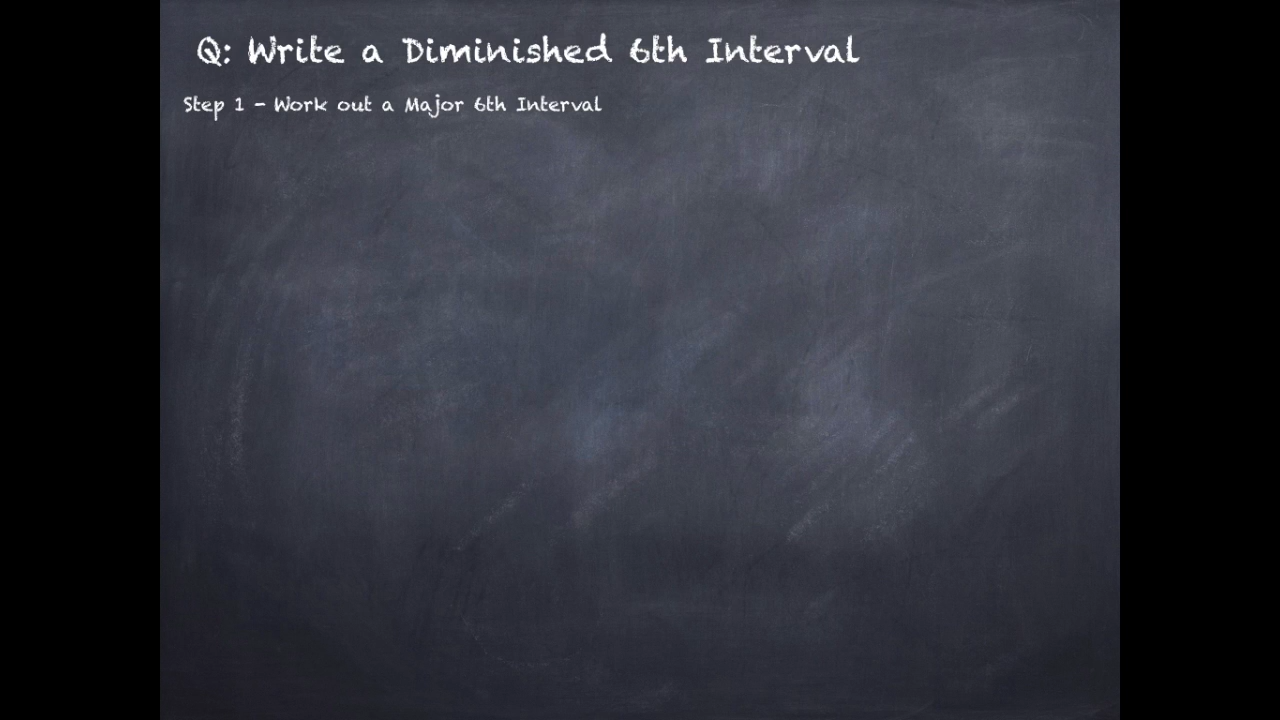 Q: Write a Diminished 6th Interval
Step 1 - Work out a Major 6th Interval